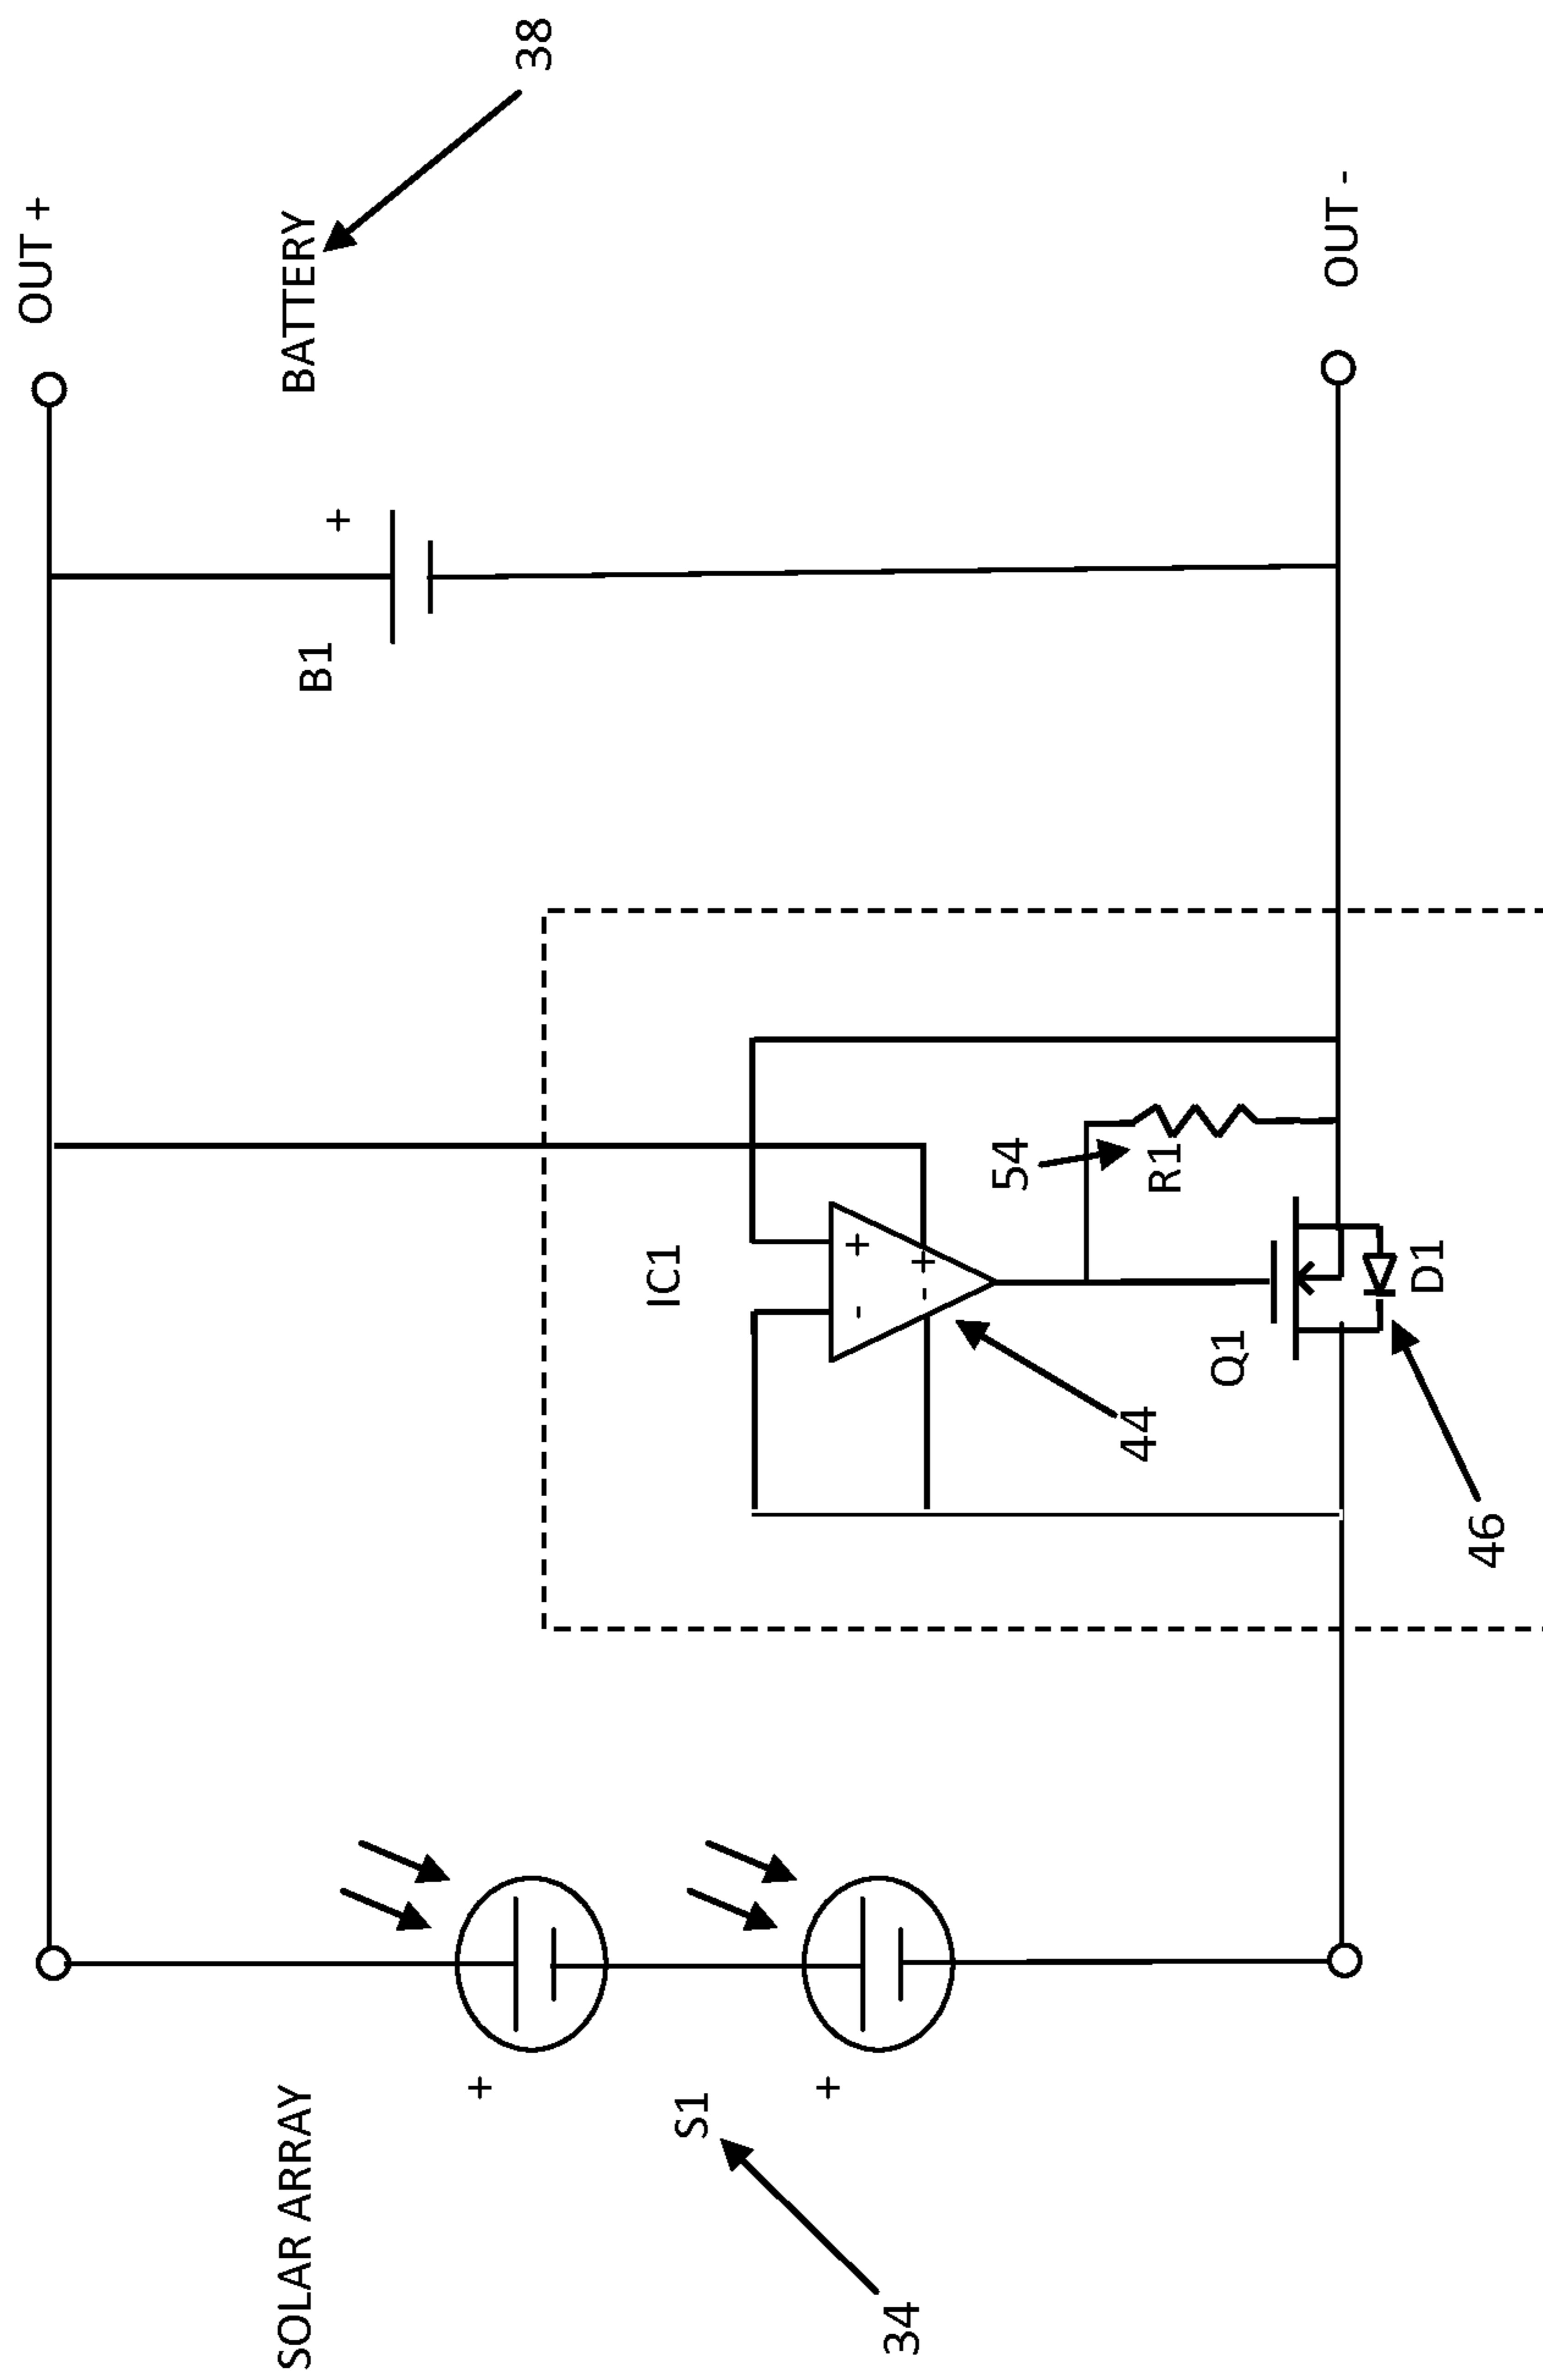 SOLAR ARRAY
34
S1
+
+
B1
+
BATTERY
38
OUT +
OUT -
IC1
-
+
-
+
44
54
R1
Q1
D1
46